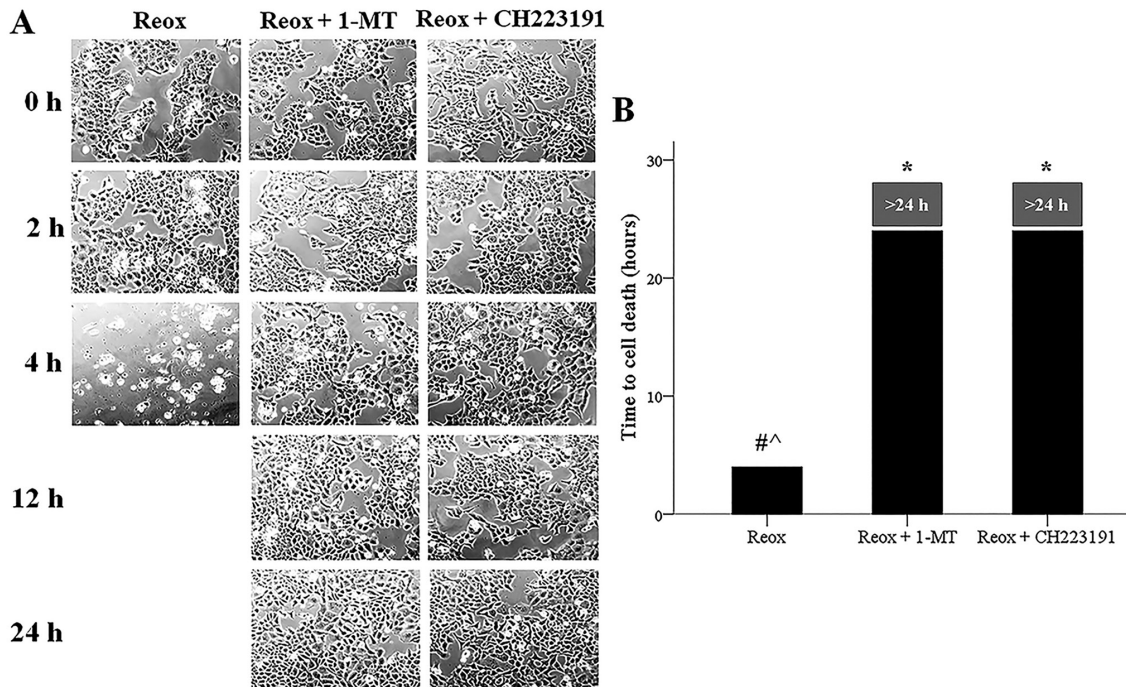 A
Reox
Reox + 1-MT
Reox + CH223191
0 h
2 h
4 h
12 h
24 h
B
Time to cell death (hours)
30
20
10
0
#^
*
>24 h
*
>24 h
Reox
Reox + 1-MT
Reox + CH223191